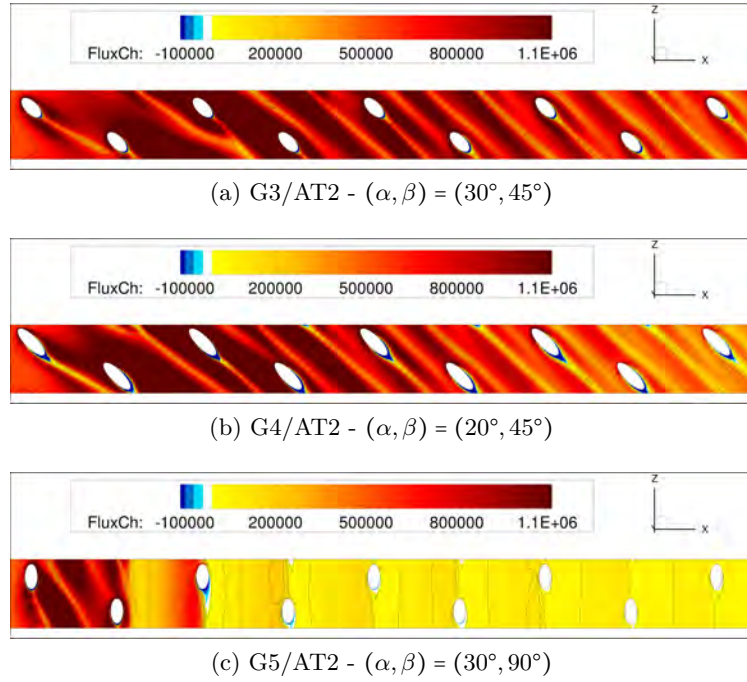 FluxCh: -100000 200000 500000 800000 1.1E+06
Z
X
(a) G3/AT2 - (α, β) = (30°, 45°)
FluxCh: -100000 200000 500000 800000 1.1E+06
Z
X
(b) G4/AT2 - (α, β) = (20°, 45°)
FluxCh: -100000 200000 500000 800000 1.1E+06
Z
X
(c) G5/AT2 - (α, β) = (30°, 90°)